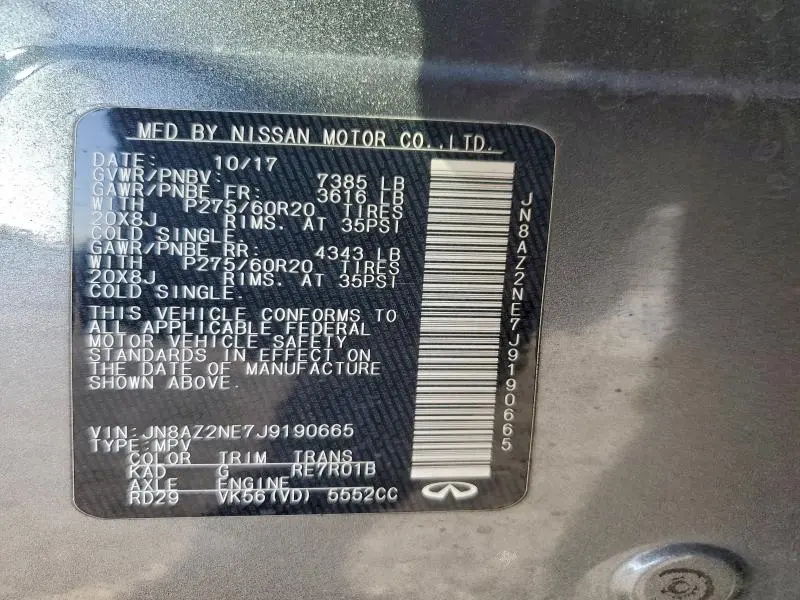 MFD BY NISSAN MOTOR CO.,LTD.
DATE: 10/17
GVWR/PNBV: 7385 LB
GAWR/PNBE FR: 3616 LB
WITH P275/60R20 TIRES
20X8J RIMS. AT 35PSI
COLD SINGLE.
GAWR/PNBE RR: 4343 LB
WITH P275/60R20 TIRES
20X8J RIMS. AT 35PSI
COLD SINGLE.
THIS VEHICLE CONFORMS TO
ALL APPLICABLE FEDERAL
MOTOR VEHICLE SAFETY
STANDARDS IN EFFECT ON
THE DATE OF MANUFACTURE
SHOWN ABOVE.
VIN: JN8AZ2NE7J9190665
TYPE: MPV
COLOR TRIM TRANS
KAD G RE7R01B
AXLE ENGINE
RD29 VK56(VD) 5552CC
JN8AZ2NE7J9190665